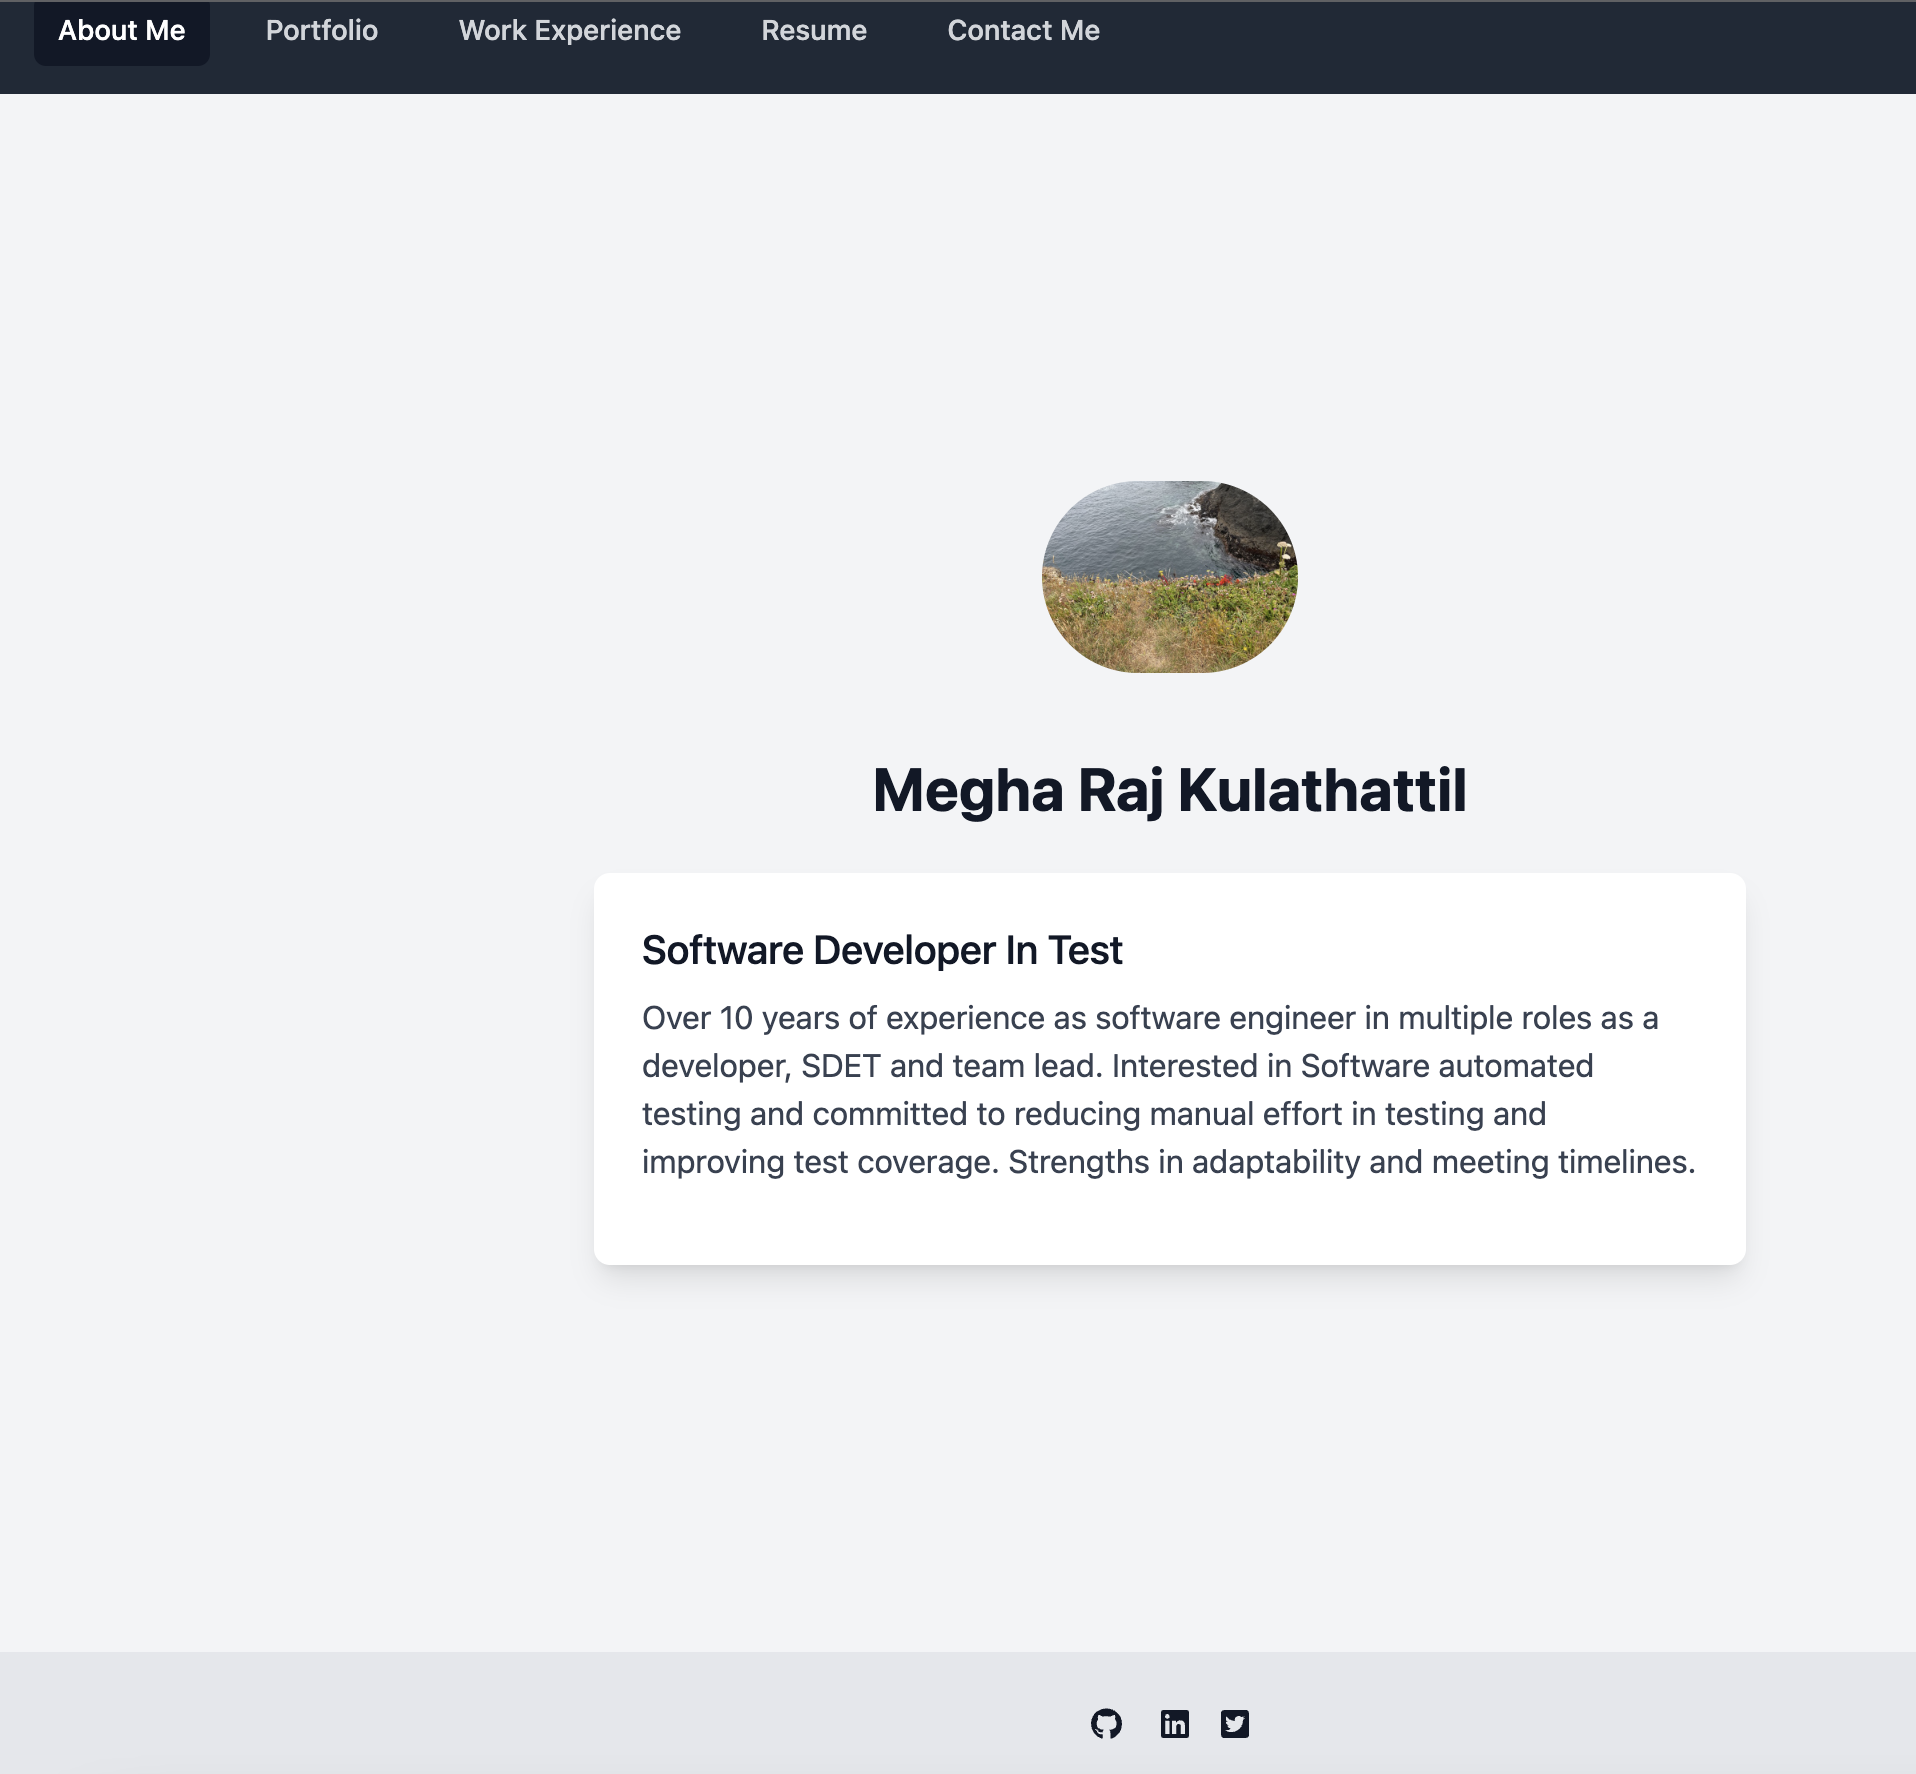 About Me Portfolio Work Experience Resume Contact Me
Megha Raj Kulathattil
Software Developer In Test
Over 10 years of experience as software engineer in multiple roles as a
developer, SDET and team lead. Interested in Software automated
testing and committed to reducing manual effort in testing and
improving test coverage. Strengths in adaptability and meeting timelines.
in